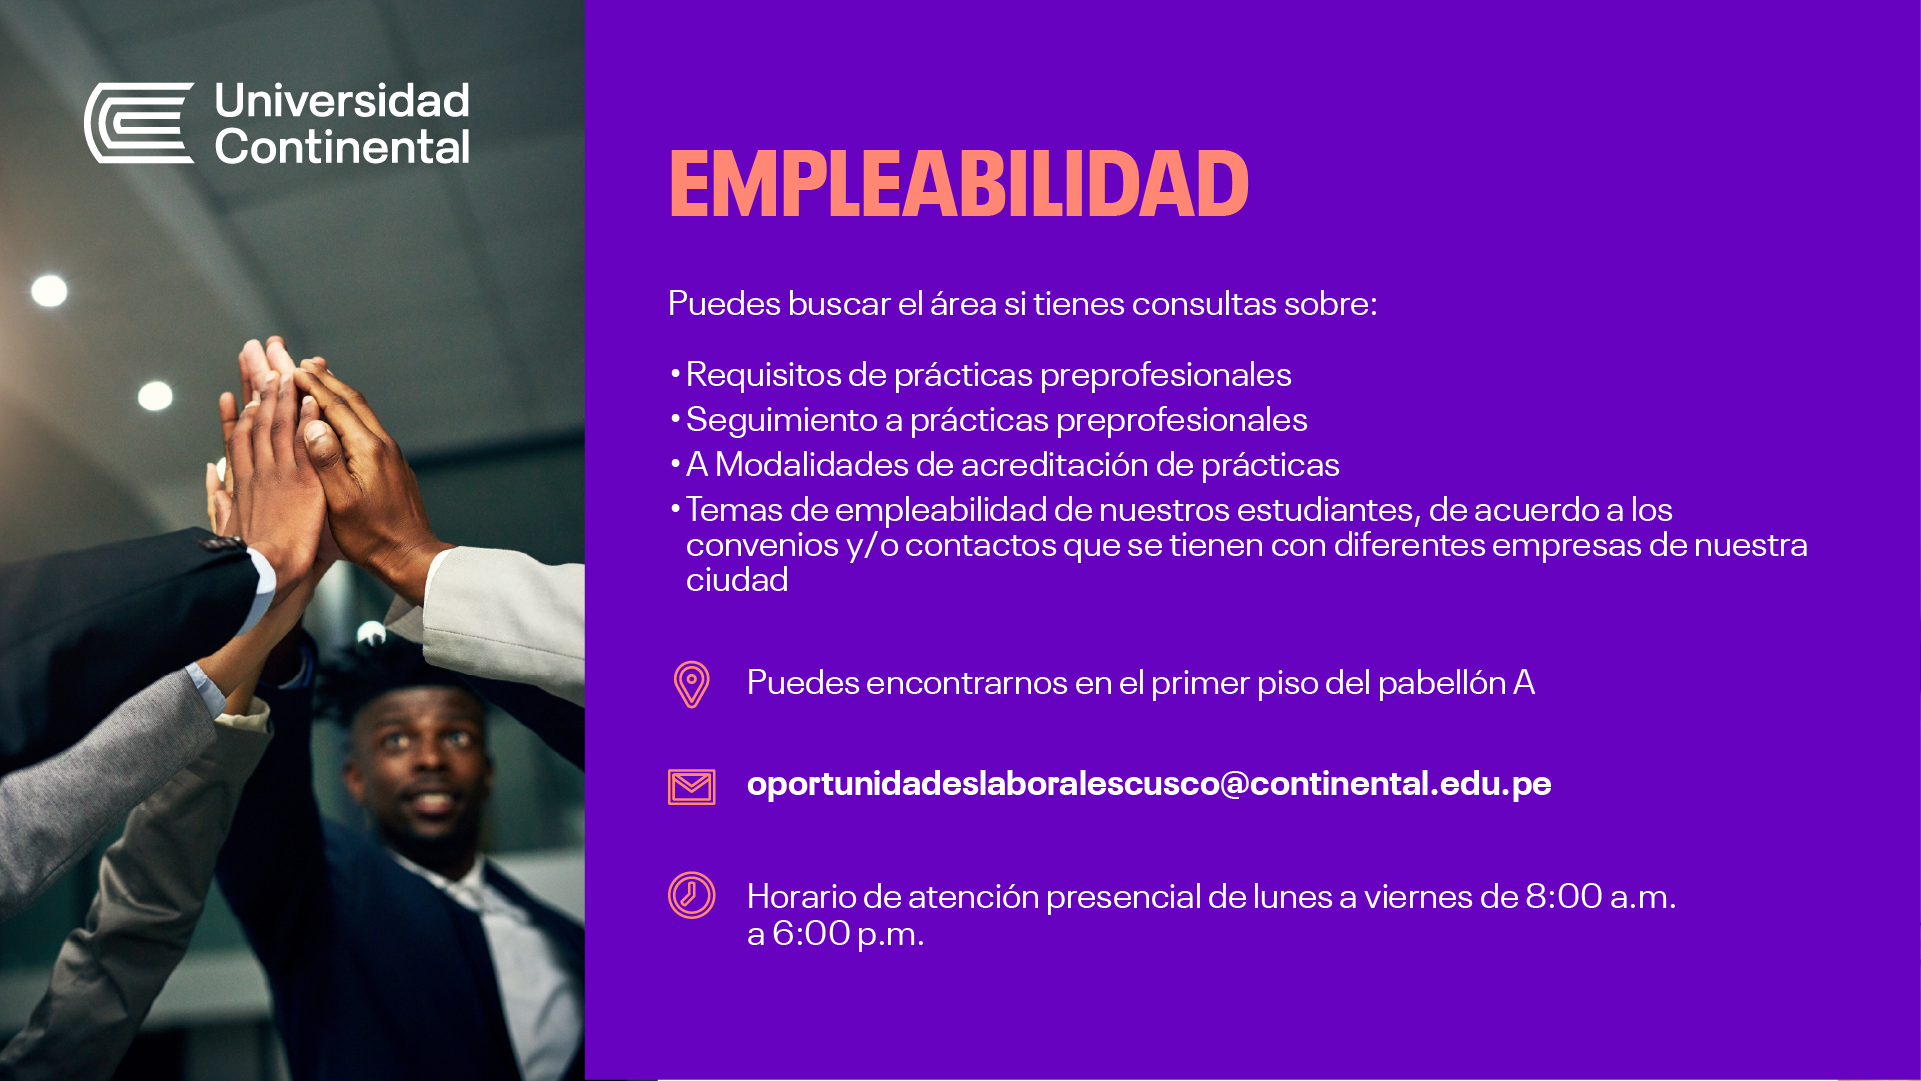 Universidad
Continental
EMPLEABILIDAD
Puedes buscar el área si tienes consultas sobre:
• Requisitos de prácticas preprofesionales
• Seguimiento a prácticas preprofesionales
• A Modalidades de acreditación de prácticas
• Temas de empleabilidad de nuestros estudiantes, de acuerdo a los
convenios y/o contactos que se tienen con diferentes empresas de nuestra
ciudad
Puedes encontrarnos en el primer piso del pabellón A
oportunidadeslaboralescusco@continental.edu.pe
Horario de atención presencial de lunes a viernes de 8:00 a.m.
a 6:00 p.m.